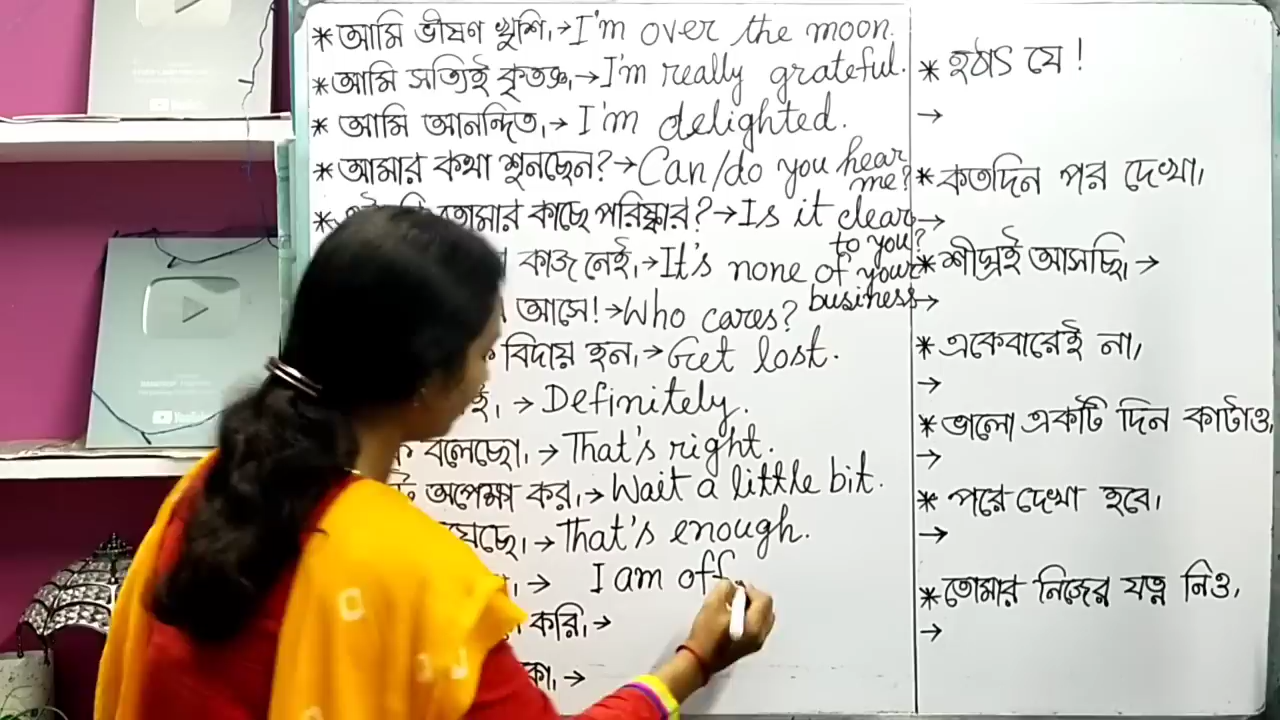 * আমি ভীষণ খুশি,→I'm over the moon.
* আমি সত্যিই কৃতজ্ঞ,→I'm really grateful.
* আমি আনন্দিত,→ I'm delighted.
* আমার কথা শুনছেন?→Can/do you hear
me?
* তোমার কাছে পরিষ্কার?→Is it clear
to you?
কাজ নেই,→It's none of your
business
আসে!→Who cares?
বিদায় হন,→Get lost.
→ Definitely.
বলেছো,→That's right.
অপেক্ষা কর,→Wait a little bit.
→That's enough.
→ I am off
করি,→
→
* হঠাৎ যে!
→
* কতদিন পর দেখা,
→
* শীঘ্রই আসছি,→
→
* একেবারেই না,
→
* ভালো একটি দিন কাটাও,
→
* পরে দেখা হবে,
→
* তোমার নিজের যত্ন নিও,
→
YouTube